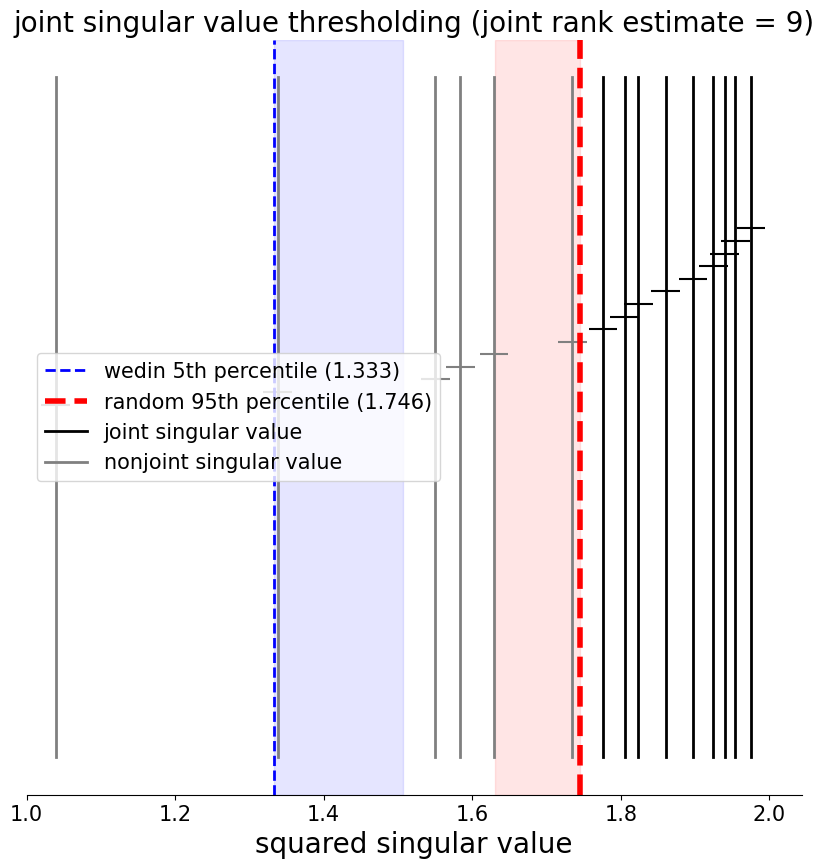 joint singular value thresholding (joint rank estimate = 9)
wedin 5th percentile (1.333)
random 95th percentile (1.746)
joint singular value
nonjoint singular value
1.0 1.2 1.4 1.6 1.8 2.0
squared singular value